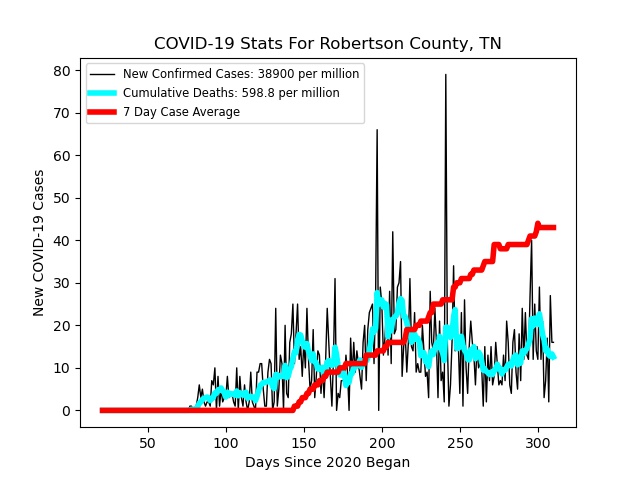 COVID-19 Stats For Robertson County, TN
New Confirmed Cases: 38900 per million
Cumulative Deaths: 598.8 per million
7 Day Case Average
80
70
60
50
40
30
20
10
0
New COVID-19 Cases
50 100 150 200 250 300
Days Since 2020 Began